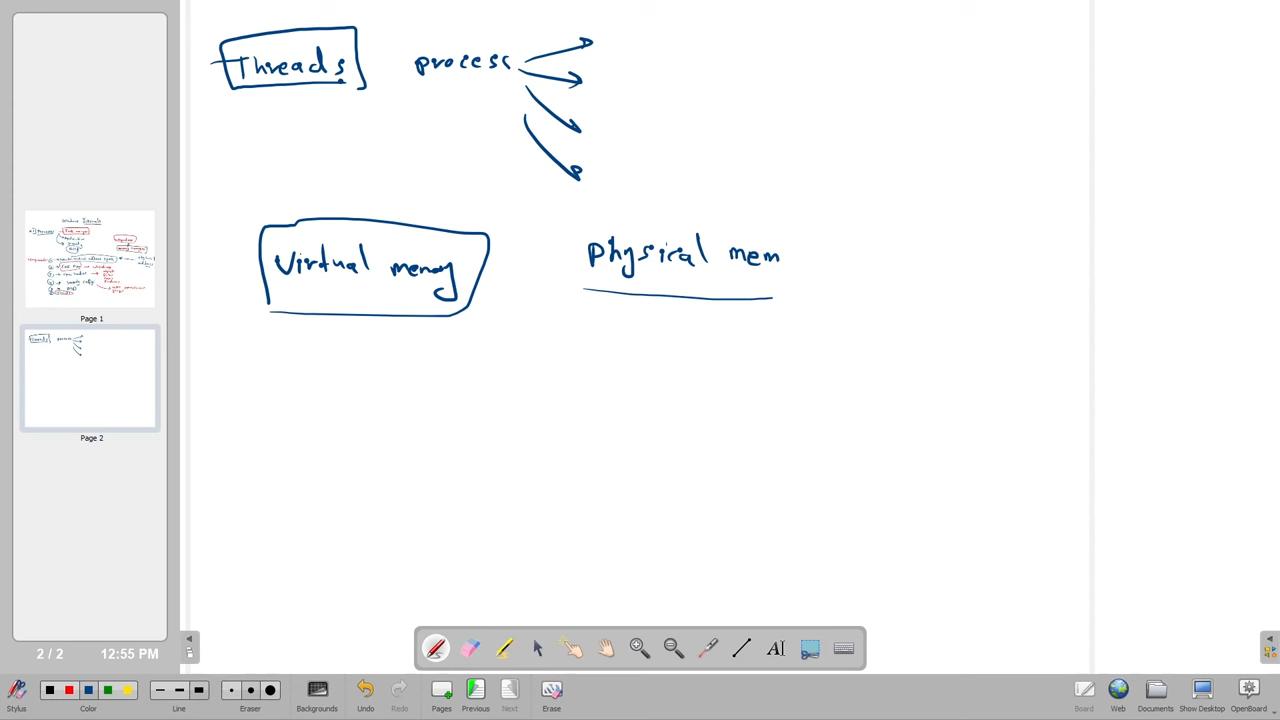 Threads process
Virtual memory physical mem
Page 1
Page 2
2 / 2 12:55 PM
Stylus Color Line Eraser Backgrounds Undo Redo Pages Previous Next Erase Board Web Documents Show Desktop OpenBoard